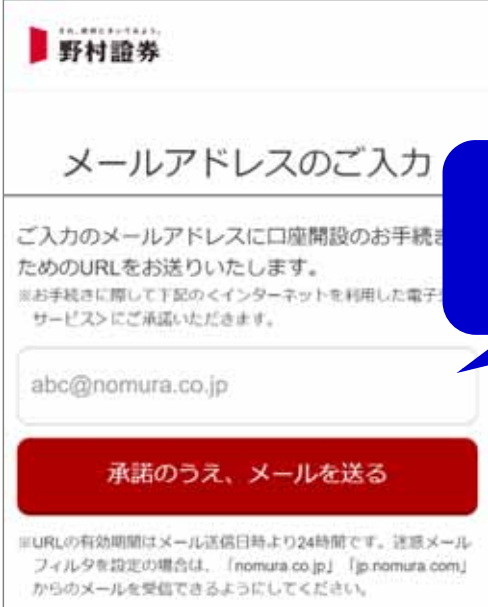 野村證券
メールアドレスのご入力
ご入力のメールアドレスに口座開設のお手続き
ためのURLをお送りいたします。
※お手続きに際して下記の<インターネットを利用した電子
サービス>にご承諾いただきます。
abc@nomura.co.jp
承諾のうえ、メールを送る
※URLの有効期間はメール送信日時より24時間です。迷惑メール
フィルタを設定の場合は、「nomura.co.jp」「jp.nomura.com」
からのメールを受信できるようにしてください。